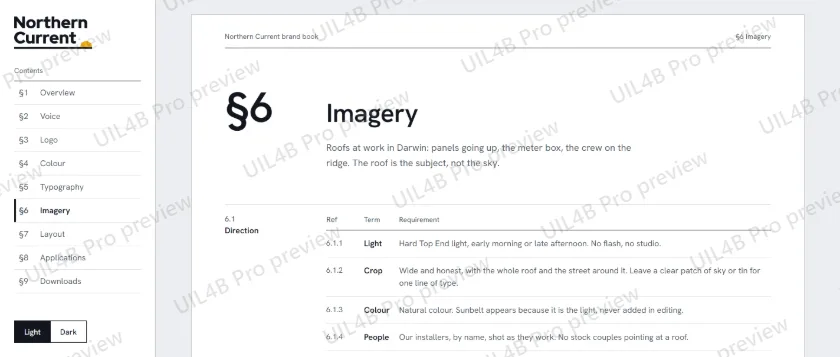 Northern
Current
Contents
§1 Overview
§2 Voice
§3 Logo
§4 Colour
§5 Typography
§6 Imagery
§7 Layout
§8 Applications
§9 Downloads
Light Dark
Northern Current brand book §6 Imagery
§6 Imagery
Roofs at work in Darwin: panels going up, the meter box, the crew on the
ridge. The roof is the subject, not the sky.
6.1 Direction
Ref Term Requirement
6.1.1 Light Hard Top End light, early morning or late afternoon. No flash, no studio.
6.1.2 Crop Wide and honest, with the whole roof and the street around it. Leave a clear patch of sky or tin for
one line of type.
6.1.3 Colour Natural colour. Sunbelt appears because it is the light, never added in editing.
6.1.4 People Our installers, by name, shot as they work. No stock couples pointing at a roof.
UIL4B Pro preview